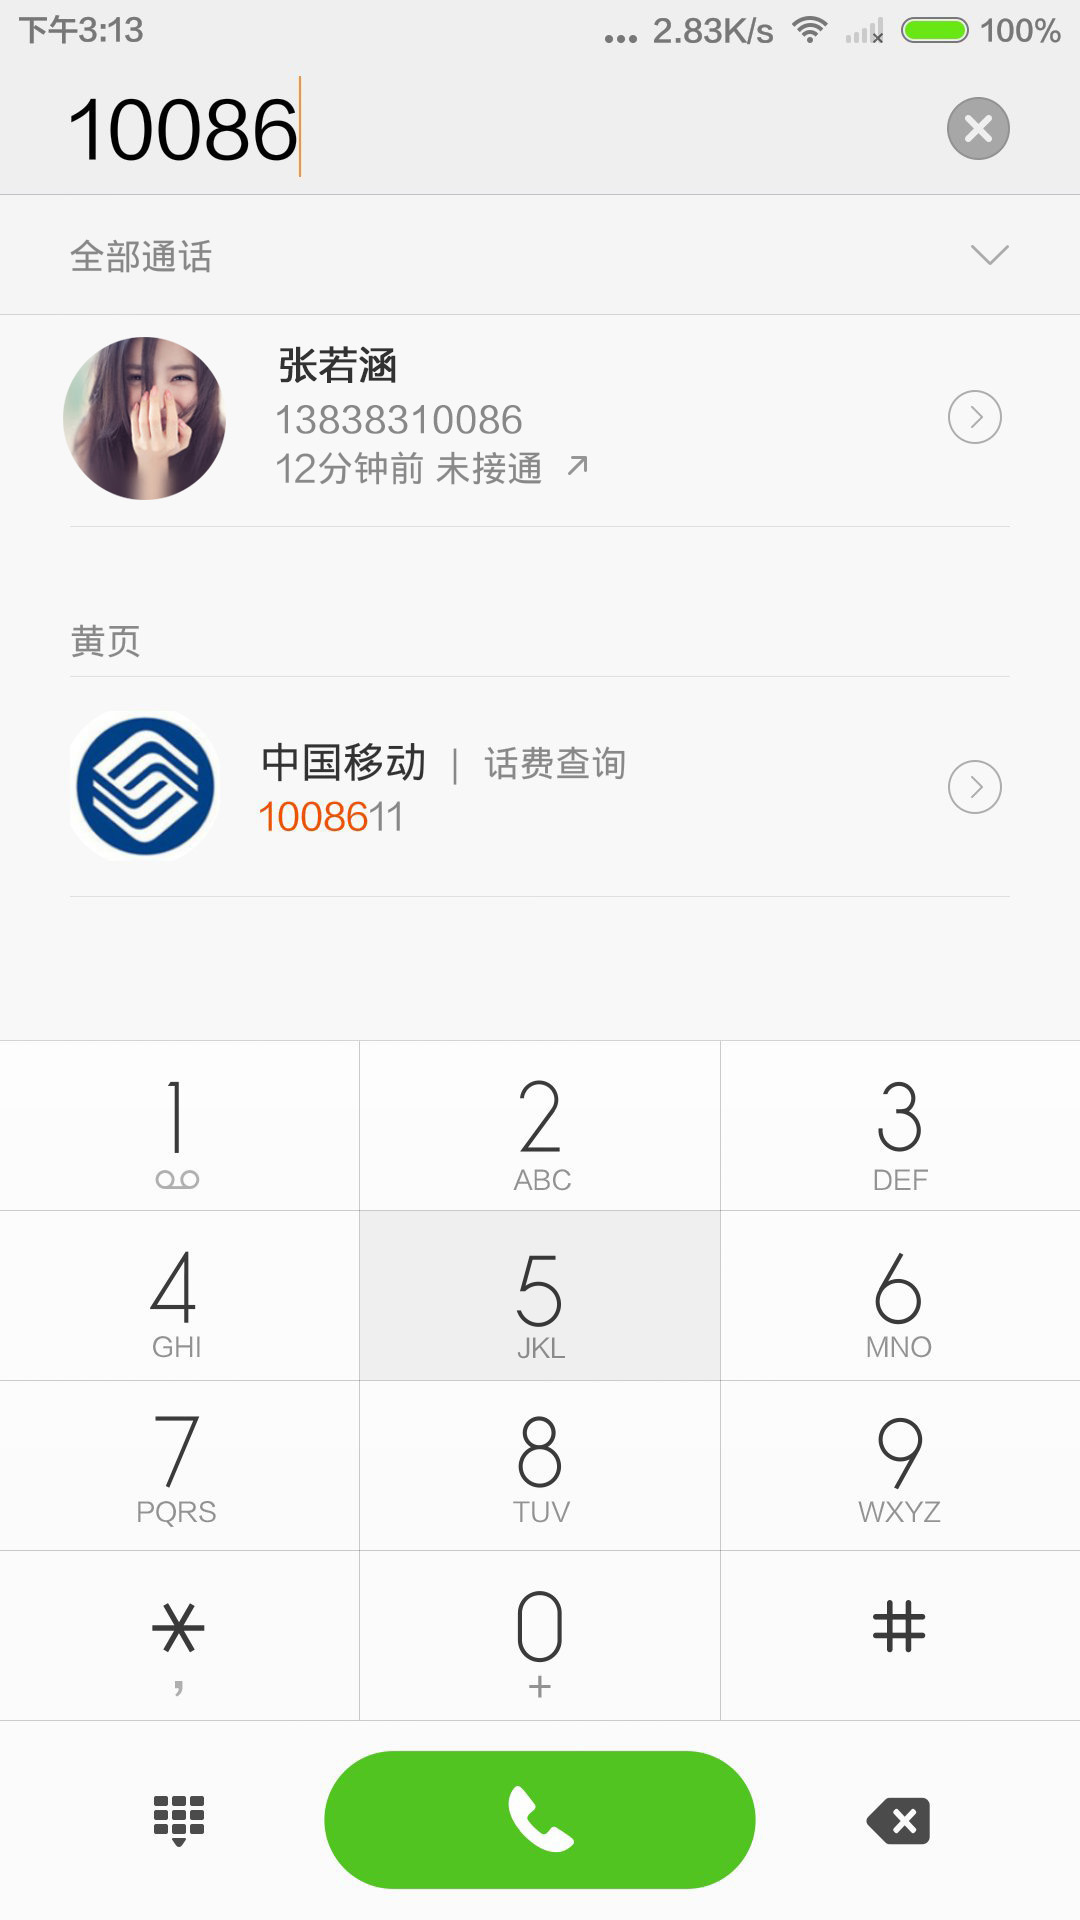 下午3:13 ... 2.83K/s 100%
10086
全部通话
张若涵
13838310086
12分钟前 未接通
黄页
中国移动 | 话费查询
1008611
1 2 3
ABC DEF
4 5 6
GHI JKL MNO
7 8 9
PQRS TUV WXYZ
* 0 #
, +